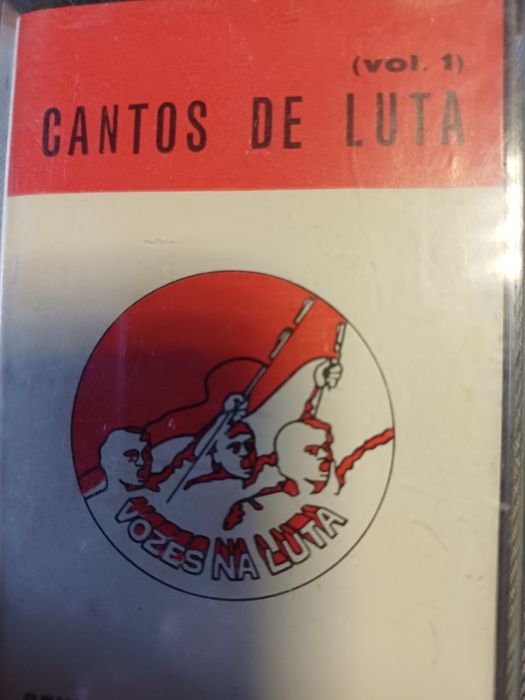 (vol. 1)
CANTOS DE LUTA
VOZES NA LUTA